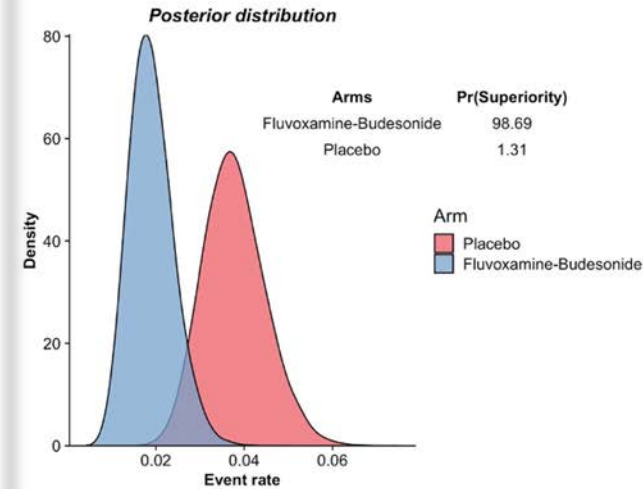 Posterior distribution
80
60
40
20
0
Density
0.02 0.04 0.06
Event rate
Arms Pr(Superiority)
Fluvoxamine-Budesonide 98.69
Placebo 1.31
Arm
Placebo
Fluvoxamine-Budesonide